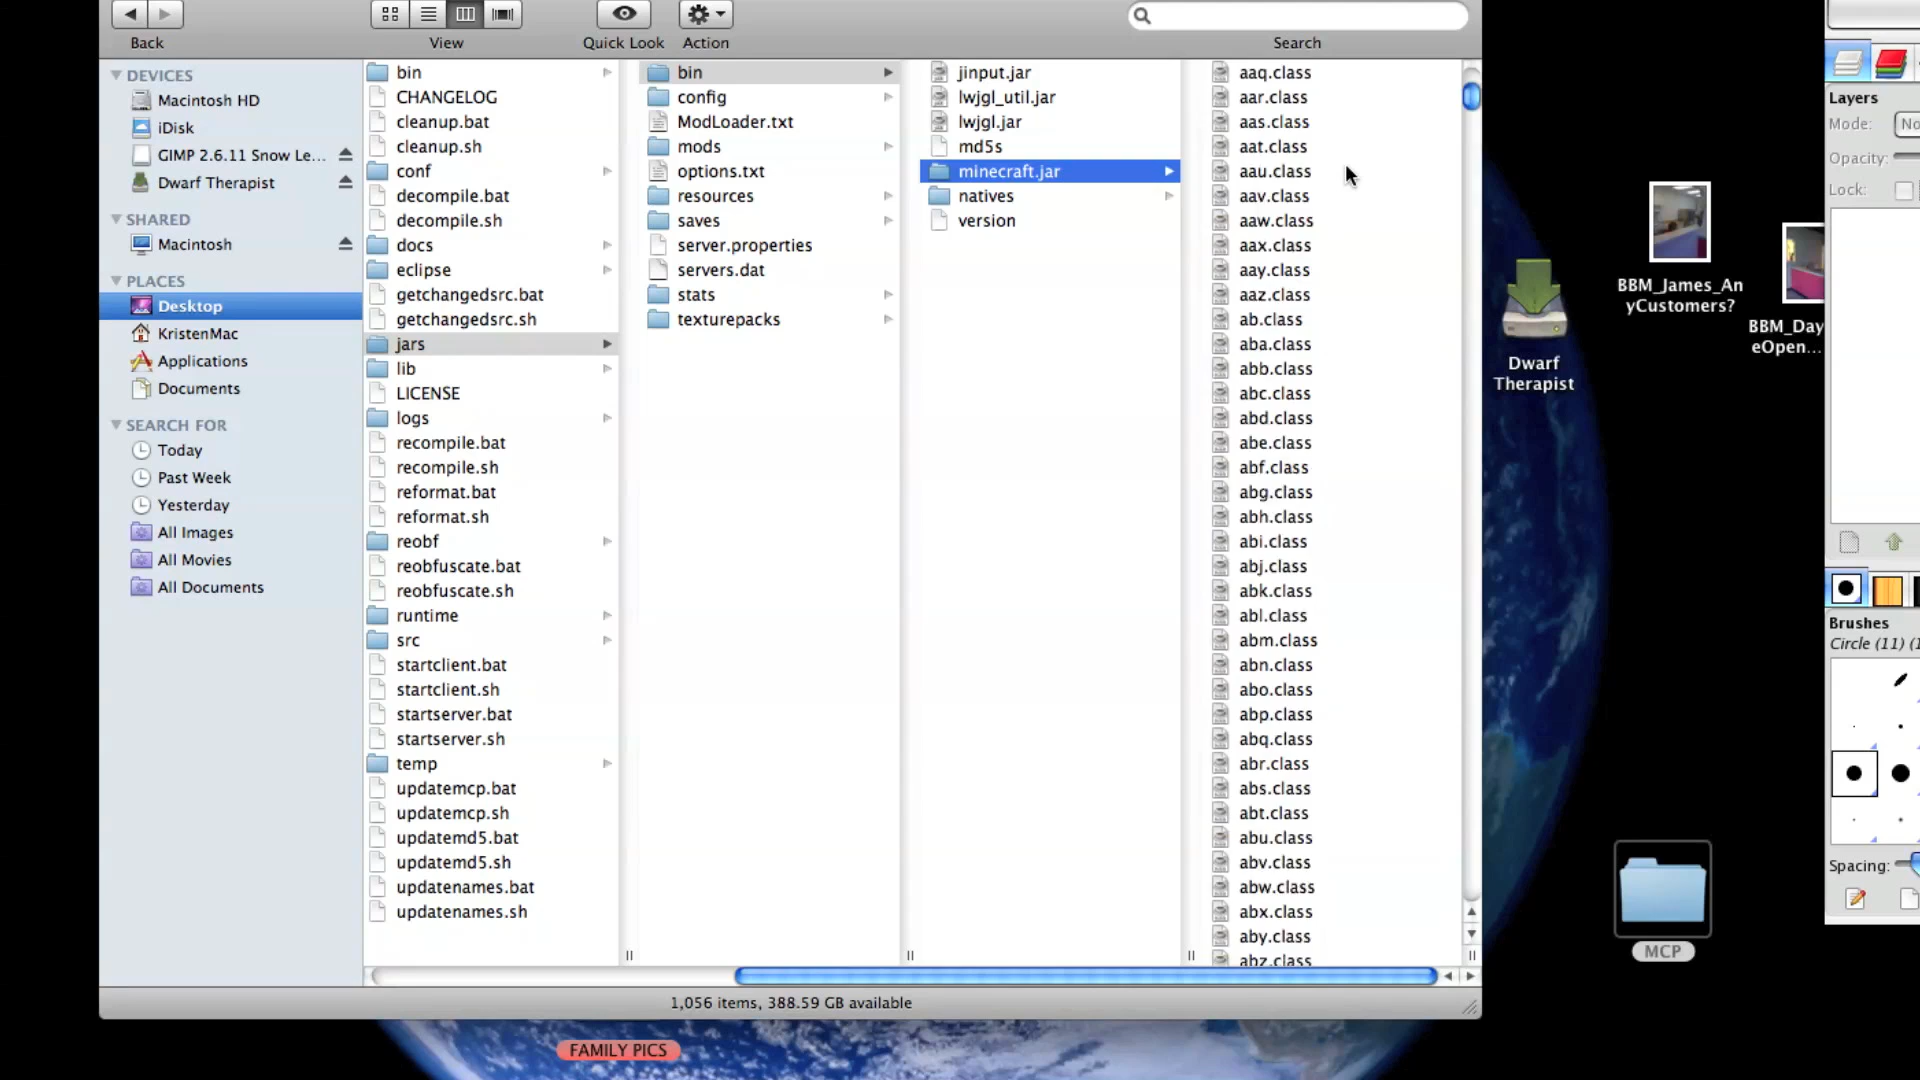 Back
View
Quick Look
Action
Search
DEVICES
Macintosh HD
iDisk
GIMP 2.6.11 Snow Le...
Dwarf Therapist
SHARED
Macintosh
PLACES
Desktop
KristenMac
Applications
Documents
SEARCH FOR
Today
Past Week
Yesterday
All Images
All Movies
All Documents
bin
CHANGELOG
cleanup.bat
cleanup.sh
conf
decompile.bat
decompile.sh
docs
eclipse
getchangedsrc.bat
getchangedsrc.sh
jars
lib
LICENSE
logs
recompile.bat
recompile.sh
reformat.bat
reformat.sh
reobf
reobfuscate.bat
reobfuscate.sh
runtime
src
startclient.bat
startclient.sh
startserver.bat
startserver.sh
temp
updatemcp.bat
updatemcp.sh
updatemd5.bat
updatemd5.sh
updatenames.bat
updatenames.sh
bin
config
ModLoader.txt
mods
options.txt
resources
saves
server.properties
servers.dat
stats
texturepacks
jinput.jar
lwjgl_util.jar
lwjgl.jar
md5s
minecraft.jar
natives
version
aaq.class
aar.class
aas.class
aat.class
aau.class
aav.class
aaw.class
aax.class
aay.class
aaz.class
ab.class
aba.class
abb.class
abc.class
abd.class
abe.class
abf.class
abg.class
abh.class
abi.class
abj.class
abk.class
abl.class
abm.class
abn.class
abo.class
abp.class
abq.class
abr.class
abs.class
abt.class
abu.class
abv.class
abw.class
abx.class
aby.class
abz.class
1,056 items, 388.59 GB available
FAMILY PICS
Dwarf
Therapist
BBM_James_An
yCustomers?
BBM_Day
eOpen...
MCP
Layers
Mode: No
Opacity:
Lock:
Brushes
Circle (11) (1
Spacing: